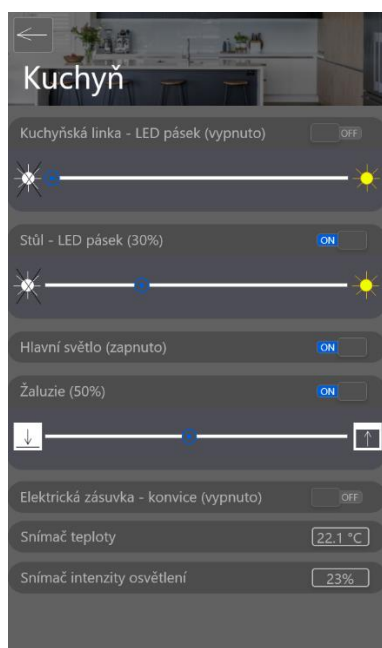 Kuchyň
Kuchyňská linka - LED pásek (vypnuto) OFF
Stůl - LED pásek (30%) ON
Hlavní světlo (zapnuto) ON
Žaluzie (50%) ON
Elektrická zásuvka - konvice (vypnuto) OFF
Snímač teploty 22.1 °C
Snímač intenzity osvětlení 23%